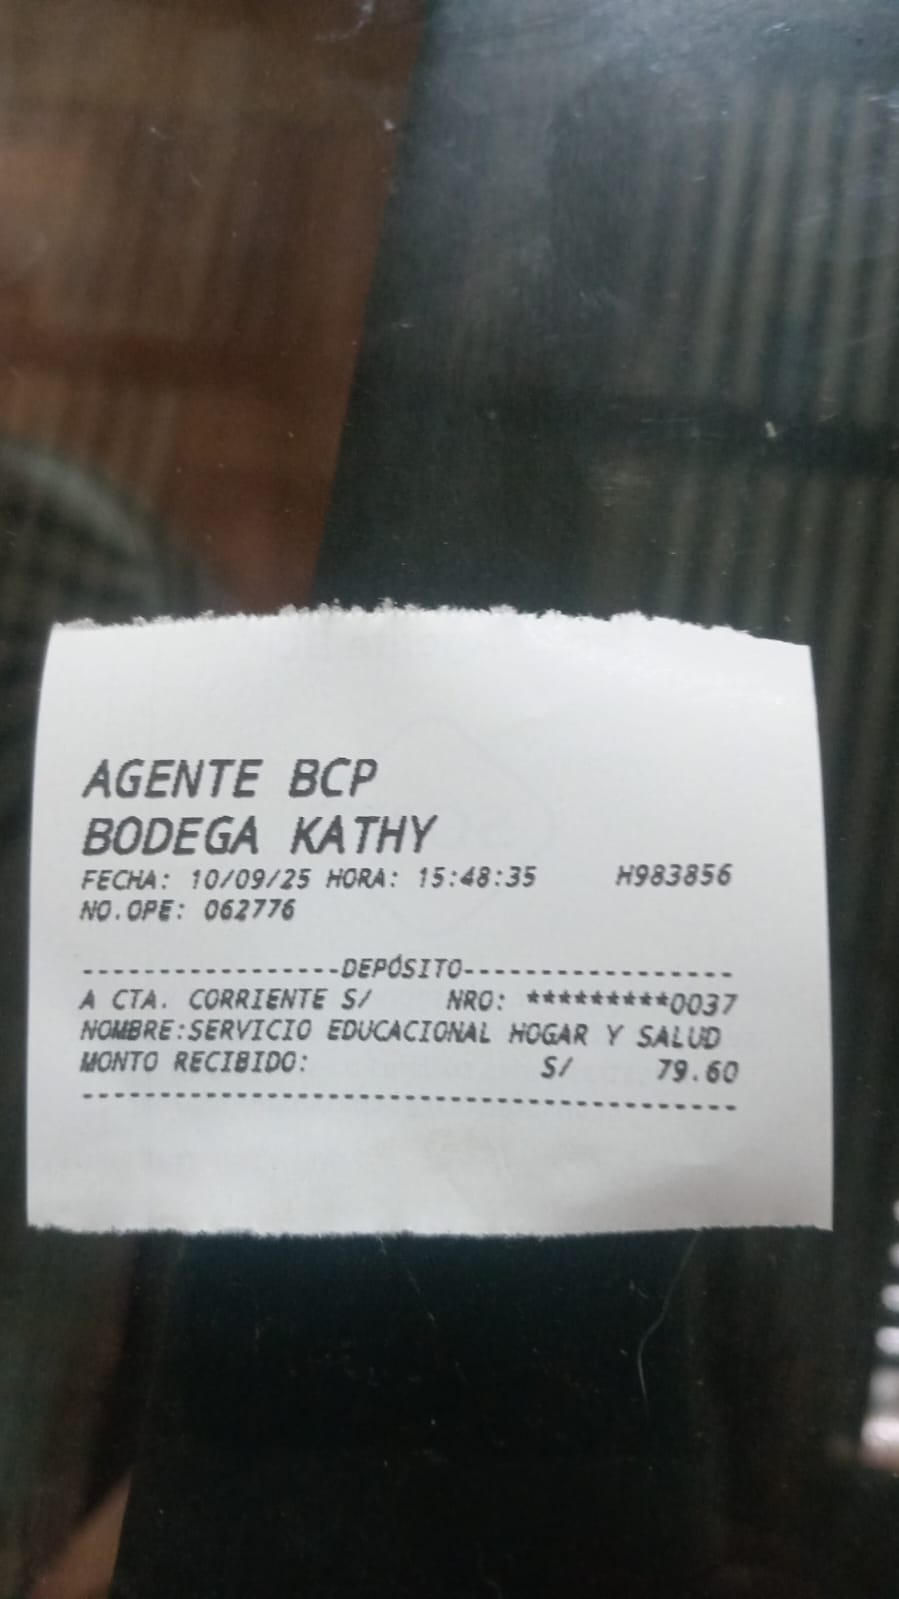 AGENTE BCP
BODEGA KATHY
FECHA: 10/09/25 HORA: 15:48:35 H983856
NO.OPE: 062776
-----------------DEPÓSITO-----------------
A CTA. CORRIENTE S/ NRO: *********0037
NOMBRE:SERVICIO EDUCACIONAL HOGAR Y SALUD
MONTO RECIBIDO: S/ 79.60
------------------------------------------